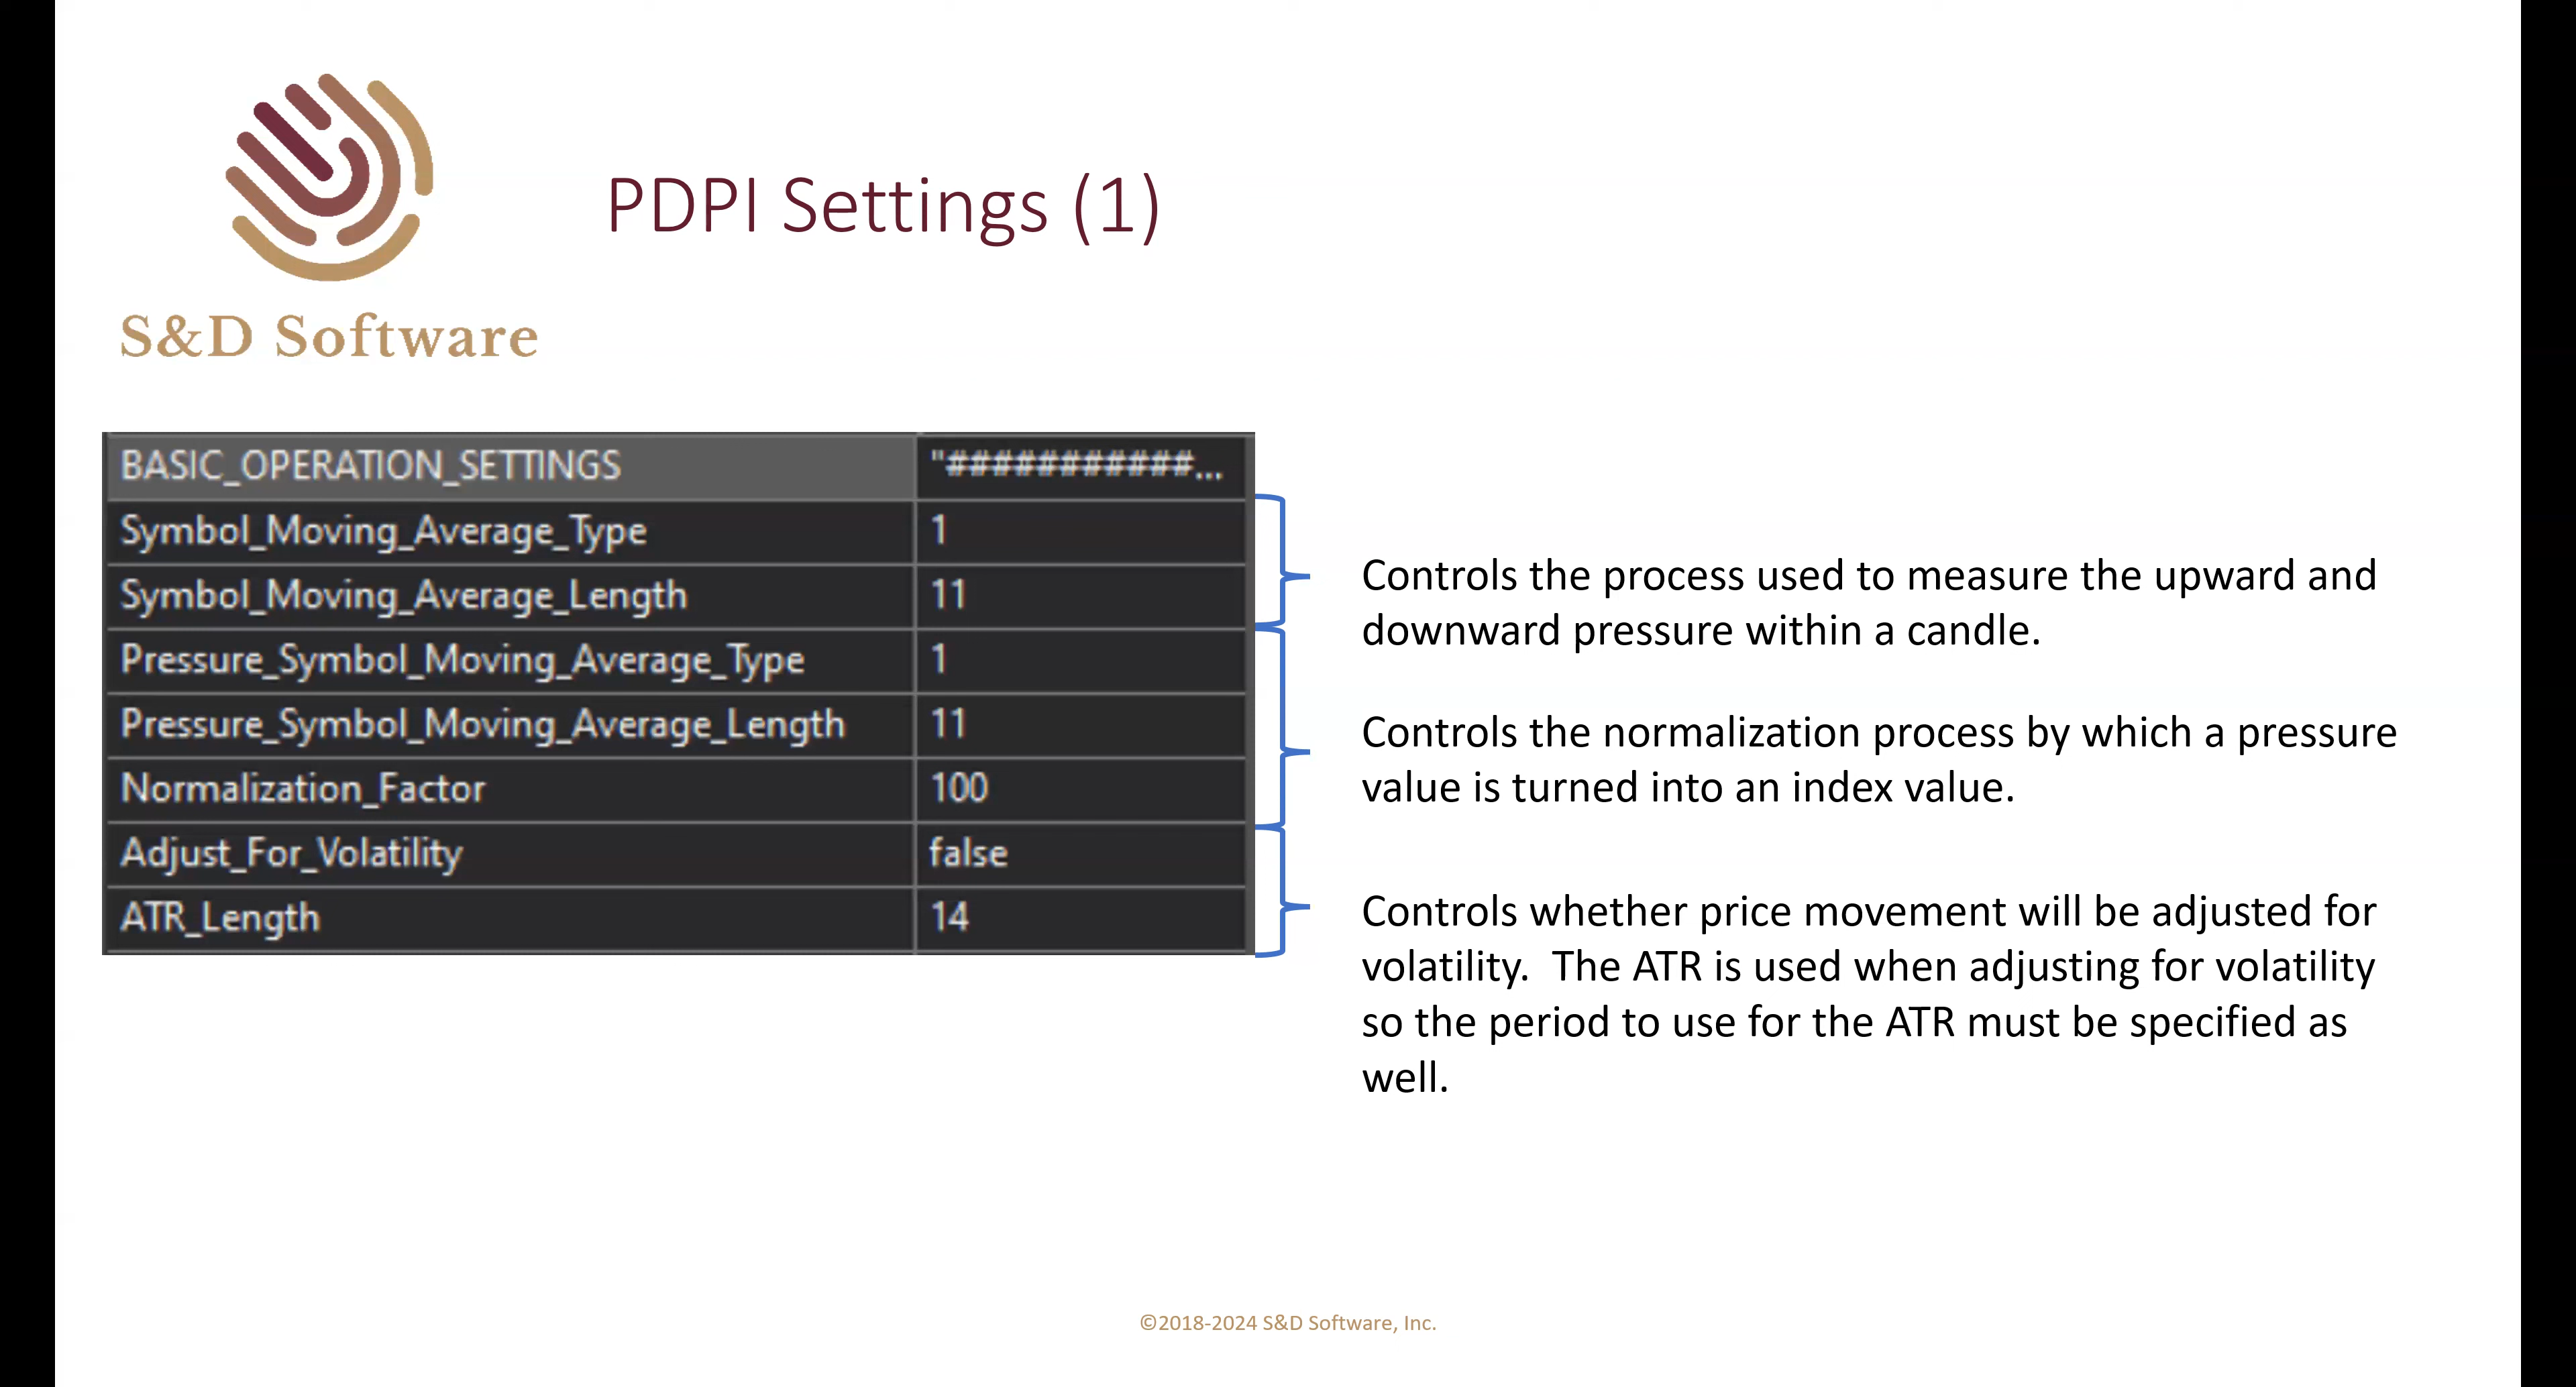 PDPI Settings (1)
S&D Software
BASIC_OPERATION_SETTINGS "###########...
Symbol_Moving_Average_Type 1
Symbol_Moving_Average_Length 11
Pressure_Symbol_Moving_Average_Type 1
Pressure_Symbol_Moving_Average_Length 11
Normalization_Factor 100
Adjust_For_Volatility false
ATR_Length 14
Controls the process used to measure the upward and
downward pressure within a candle.
Controls the normalization process by which a pressure
value is turned into an index value.
Controls whether price movement will be adjusted for
volatility.  The ATR is used when adjusting for volatility
so the period to use for the ATR must be specified as
well.
©2018-2024 S&D Software, Inc.